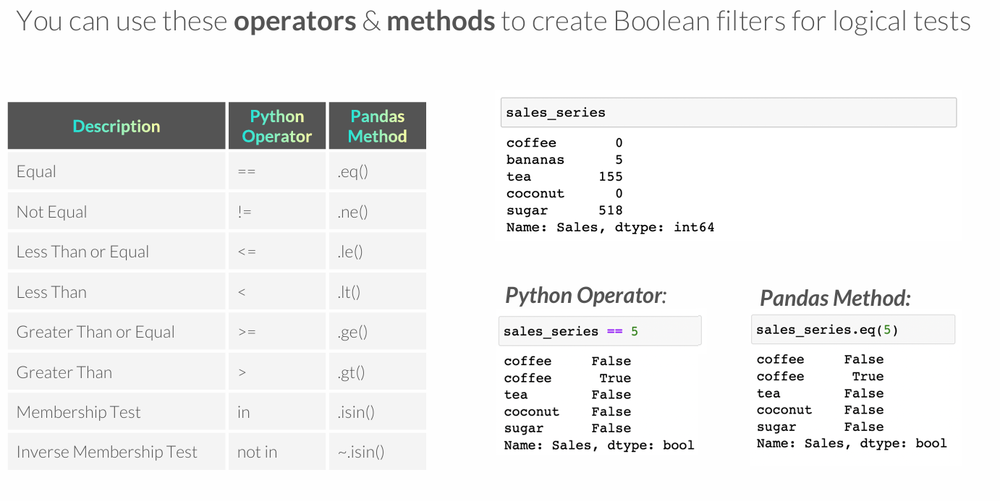 You can use these operators & methods to create Boolean filters for logical tests
Description Python Operator Pandas Method
Equal == .eq()
Not Equal != .ne()
Less Than or Equal <= .le()
Less Than < .lt()
Greater Than or Equal >= .ge()
Greater Than > .gt()
Membership Test in .isin()
Inverse Membership Test not in ~.isin()
sales_series
coffee 0
bananas 5
tea 155
coconut 0
sugar 518
Name: Sales, dtype: int64
Python Operator:
sales_series == 5
coffee False
coffee True
tea False
coconut False
sugar False
Name: Sales, dtype: bool
Pandas Method:
sales_series.eq(5)
coffee False
coffee True
tea False
coconut False
sugar False
Name: Sales, dtype: bool